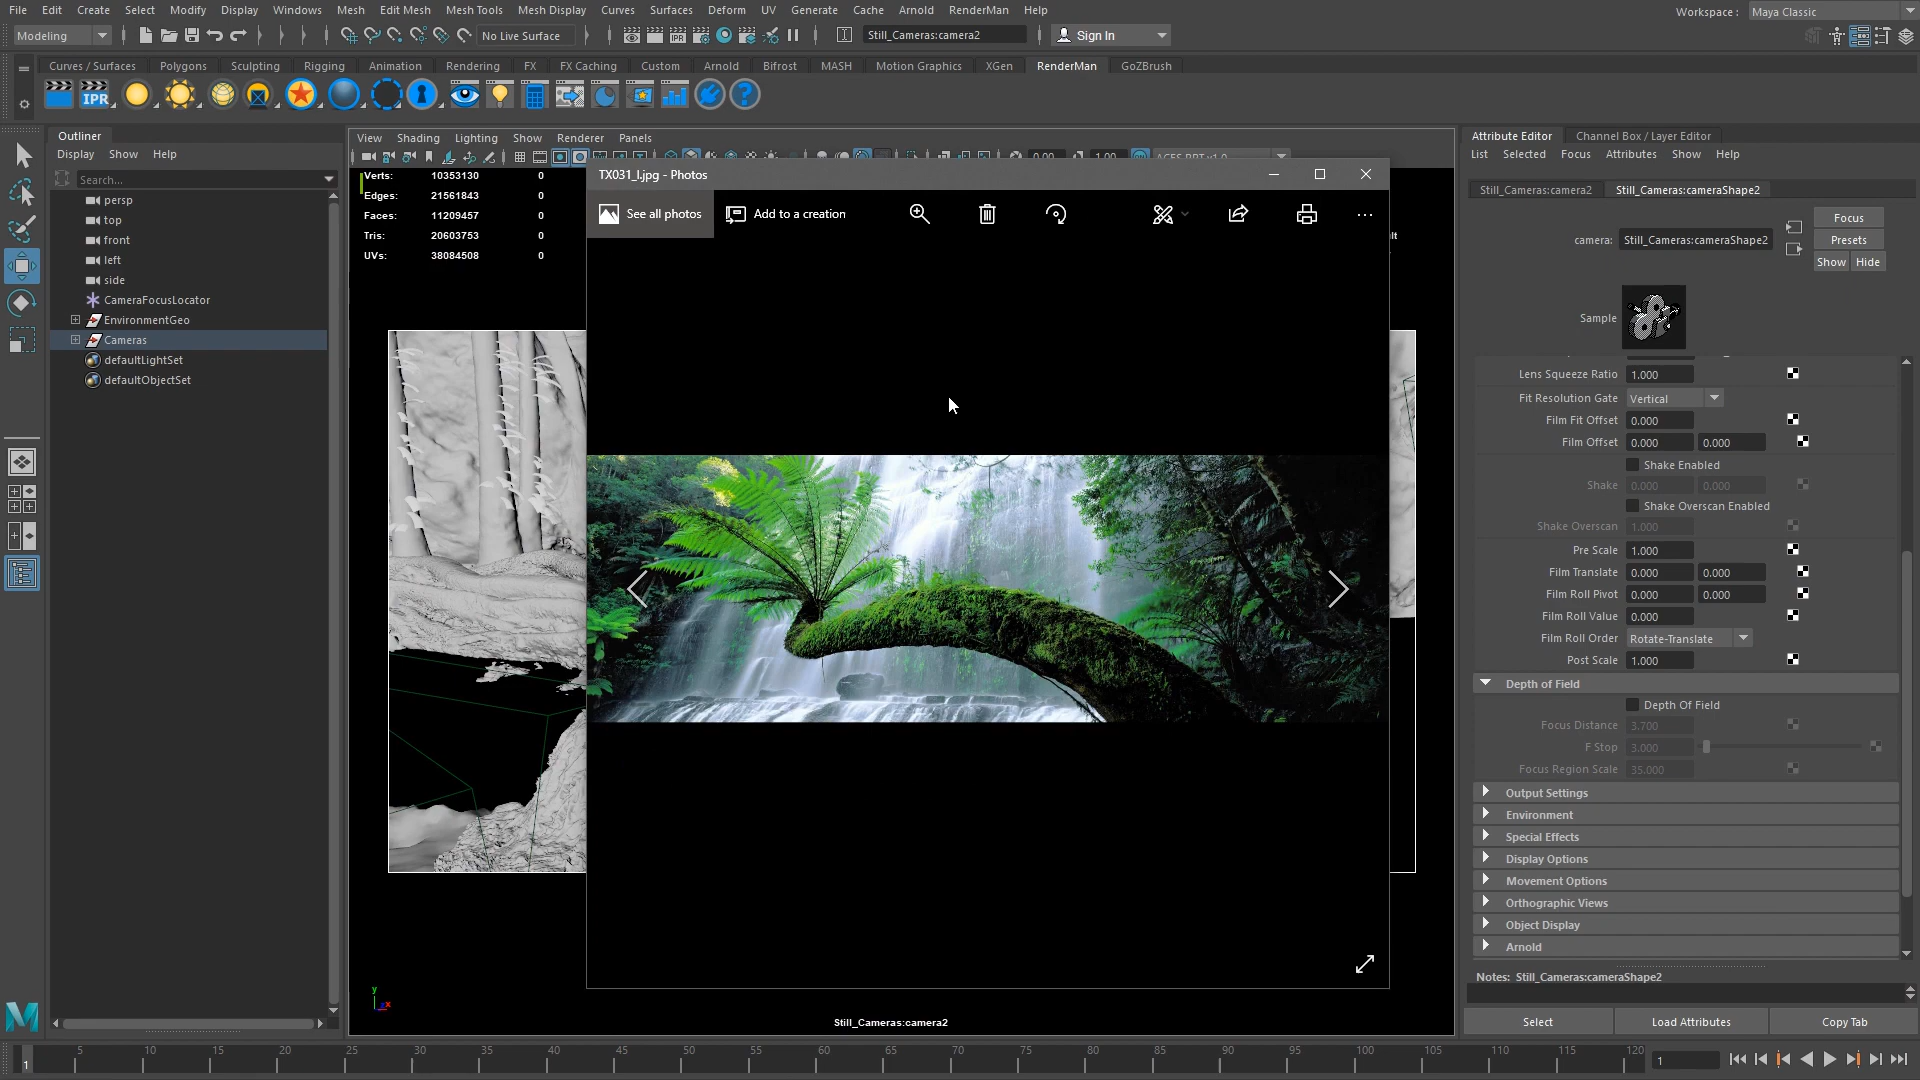 File Edit Create Select Modify Display Windows Mesh Edit Mesh Mesh Tools Mesh Display Curves Surfaces Deform UV Generate Cache Arnold RenderMan Help
Workspace : Maya Classic
Modeling
No Live Surface
Still_Cameras:camera2
Sign In
Curves / Surfaces Polygons Sculpting Rigging Animation Rendering FX FX Caching Custom Arnold Bifrost MASH Motion Graphics XGen RenderMan GoZBrush
IPR
Outliner
Display Show Help
Search...
persp
top
front
left
side
CameraFocusLocator
EnvironmentGeo
Cameras
defaultLightSet
defaultObjectSet
View Shading Lighting Show Renderer Panels
0.00 1.00
Verts: 10353130 0
Edges: 21561843 0
Faces: 11209457 0
Tris: 20603753 0
UVs: 38084508 0
TX031_l.jpg - Photos
See all photos
Add to a creation
Still_Cameras:camera2
Attribute Editor Channel Box / Layer Editor
List Selected Focus Attributes Show Help
Still_Cameras:camera2 Still_Cameras:cameraShape2
camera: Still_Cameras:cameraShape2
Focus
Presets
Show Hide
Sample
Lens Squeeze Ratio 1.000
Fit Resolution Gate Vertical
Film Fit Offset 0.000
Film Offset 0.000 0.000
Shake Enabled
Shake 0.000 0.000
Shake Overscan Enabled
Shake Overscan 1.000
Pre Scale 1.000
Film Translate 0.000 0.000
Film Roll Pivot 0.000 0.000
Film Roll Value 0.000
Film Roll Order Rotate-Translate
Post Scale 1.000
Depth of Field
Depth Of Field
Focus Distance 3.700
F Stop 3.000
Focus Region Scale 35.000
Output Settings
Environment
Special Effects
Display Options
Movement Options
Orthographic Views
Object Display
Arnold
Notes: Still_Cameras:cameraShape2
Select Load Attributes Copy Tab
1 5 10 15 20 25 30 35 40 45 50 55 60 65 70 75 80 85 90 95 100 105 110 115 120
1